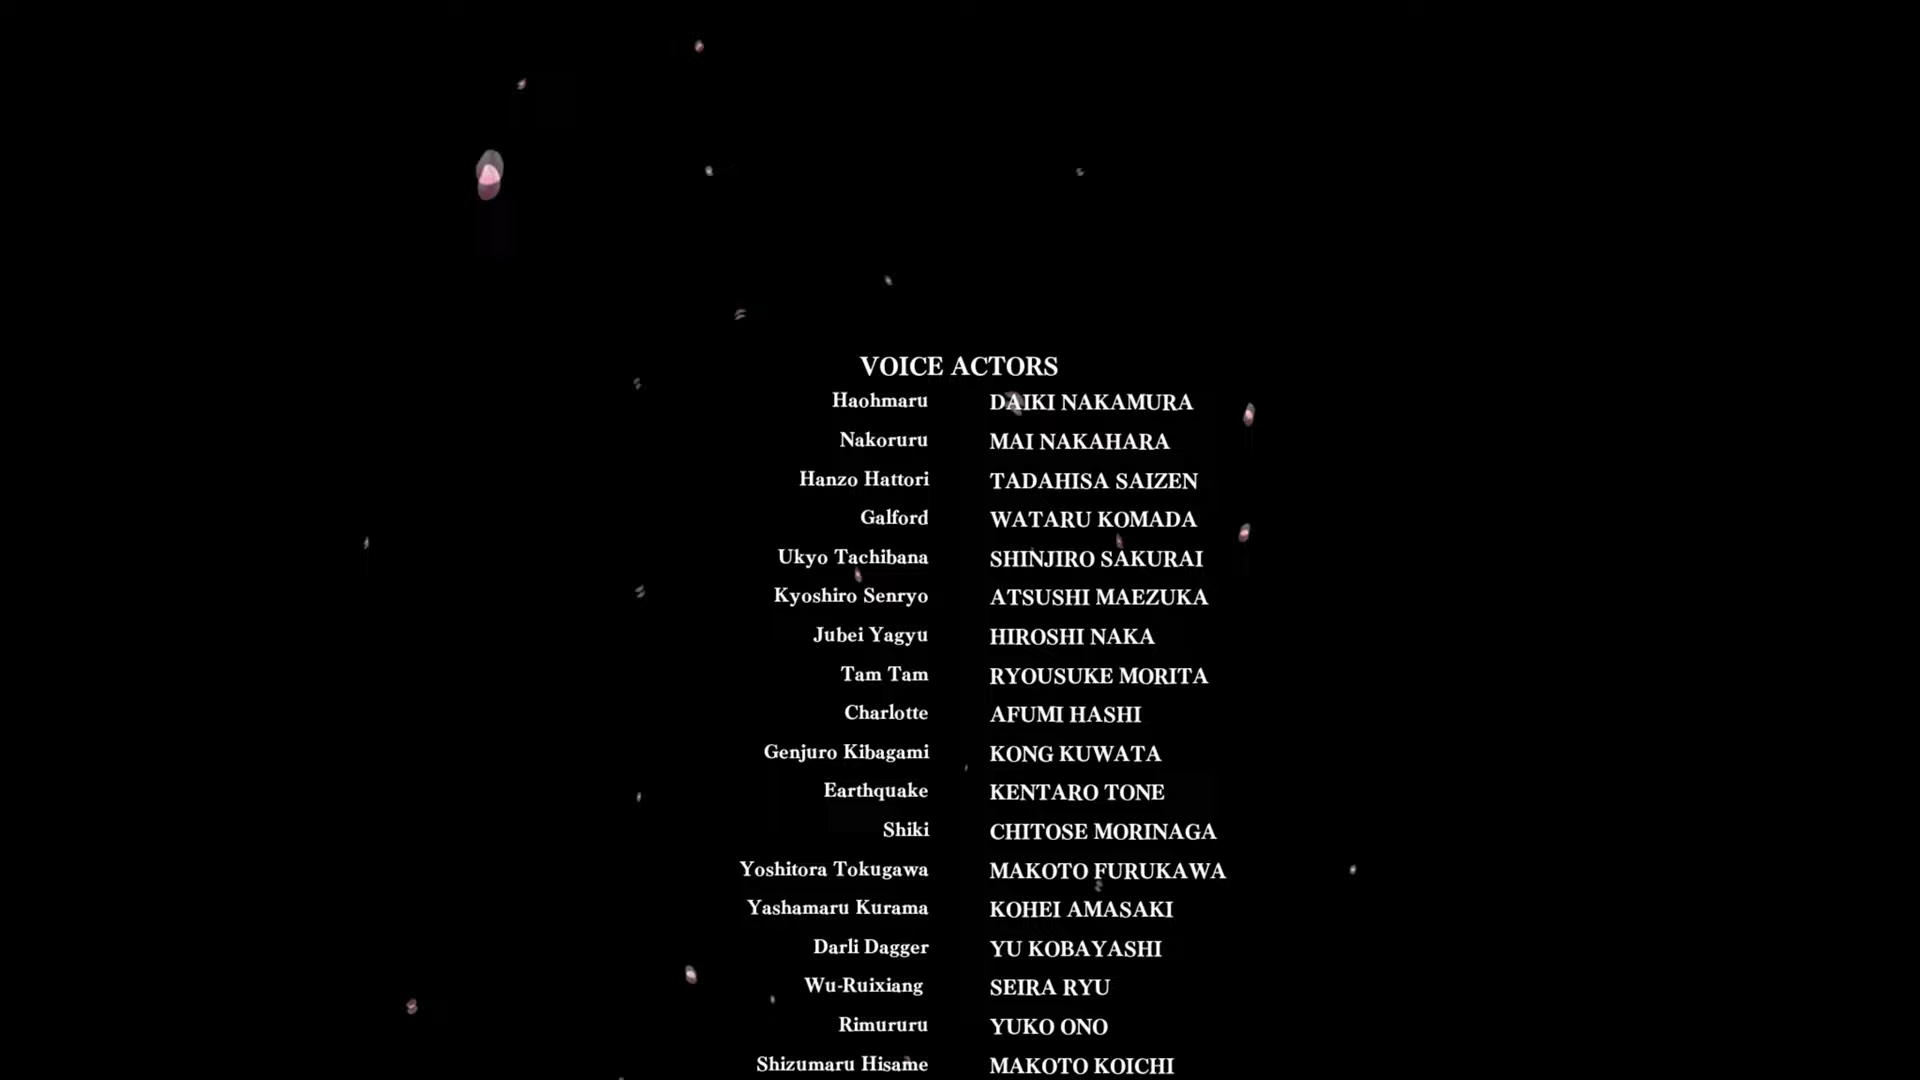 VOICE ACTORS
Haohmaru DAIKI NAKAMURA
Nakoruru MAI NAKAHARA
Hanzo Hattori TADAHISA SAIZEN
Galford WATARU KOMADA
Ukyo Tachibana SHINJIRO SAKURAI
Kyoshiro Senryo ATSUSHI MAEZUKA
Jubei Yagyu HIROSHI NAKA
Tam Tam RYOUSUKE MORITA
Charlotte AFUMI HASHI
Genjuro Kibagami KONG KUWATA
Earthquake KENTARO TONE
Shiki CHITOSE MORINAGA
Yoshitora Tokugawa MAKOTO FURUKAWA
Yashamaru Kurama KOHEI AMASAKI
Darli Dagger YU KOBAYASHI
Wu-Ruixiang SEIRA RYU
Rimururu YUKO ONO
Shizumaru Hisame MAKOTO KOICHI